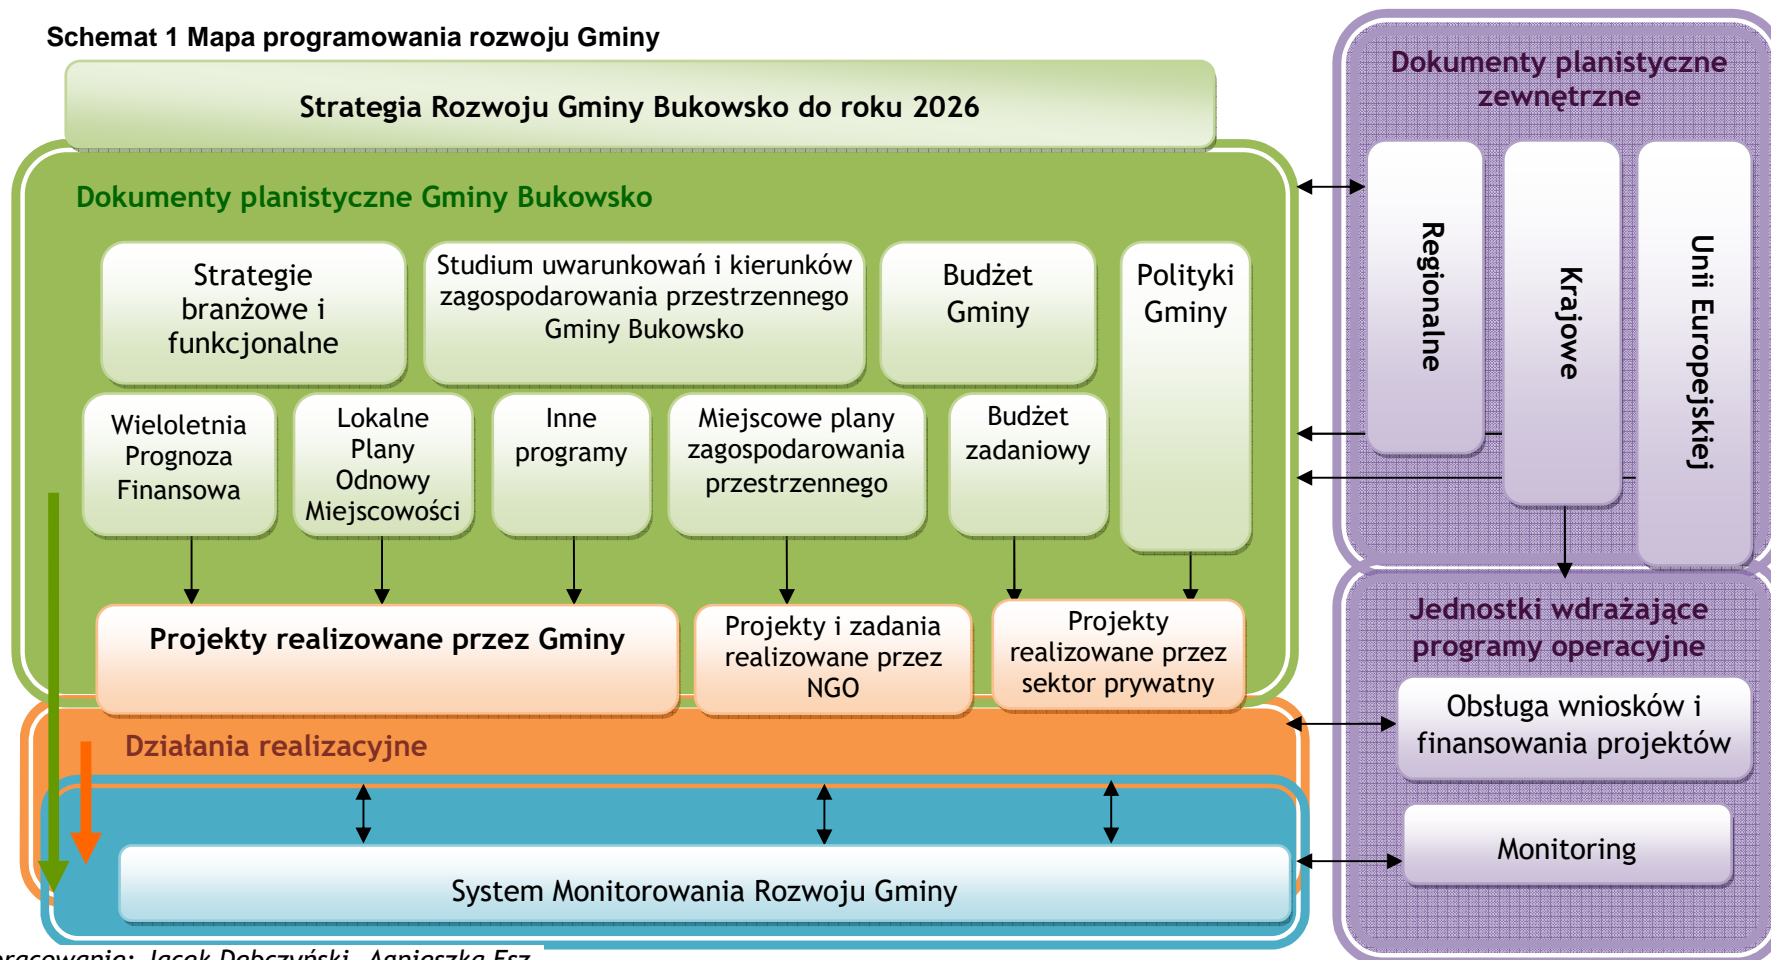 Schemat 1 Mapa programowania rozwoju Gminy
Strategia Rozwoju Gminy Bukowsko do roku 2026
Dokumenty planistyczne Gminy Bukowsko
Strategie
branżowe i
funkcjonalne
Studium uwarunkowań i kierunków
zagospodarowania przestrzennego
Gminy Bukowsko
Budżet
Gminy
Polityki
Gminy
Wieloletnia
Prognoza
Finansowa
Lokalne
Plany
Odnowy
Miejscowości
Inne
programy
Miejscowe plany
zagospodarowania
przestrzennego
Budżet
zadaniowy
Projekty realizowane przez Gminy
Projekty i zadania
realizowane przez
NGO
Projekty
realizowane przez
sektor prywatny
Działania realizacyjne
System Monitorowania Rozwoju Gminy
Dokumenty planistyczne
zewnętrzne
Regionalne
Krajowe
Unii Europejskiej
Jednostki wdrażające
programy operacyjne
Obsługa wniosków i
finansowania projektów
Monitoring
Jacek Dębczyński, Agnieszka